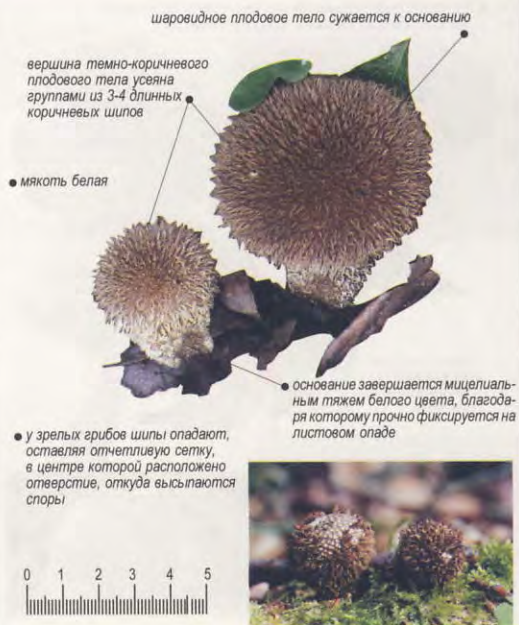 шаровидное плодовое тело сужается к основанию
вершина темно-коричневого
плодового тела усеяна
группами из 3-4 длинных
коричневых шипов
мякоть белая
основание завершается мицелиаль-
ным тяжем белого цвета, благода-
ря которому прочно фиксируется на
листовом опаде
у зрелых грибов шипы опадают,
оставляя отчетливую сетку,
в центре которой расположено
отверстие, откуда высыпаются
споры
0 1 2 3 4 5